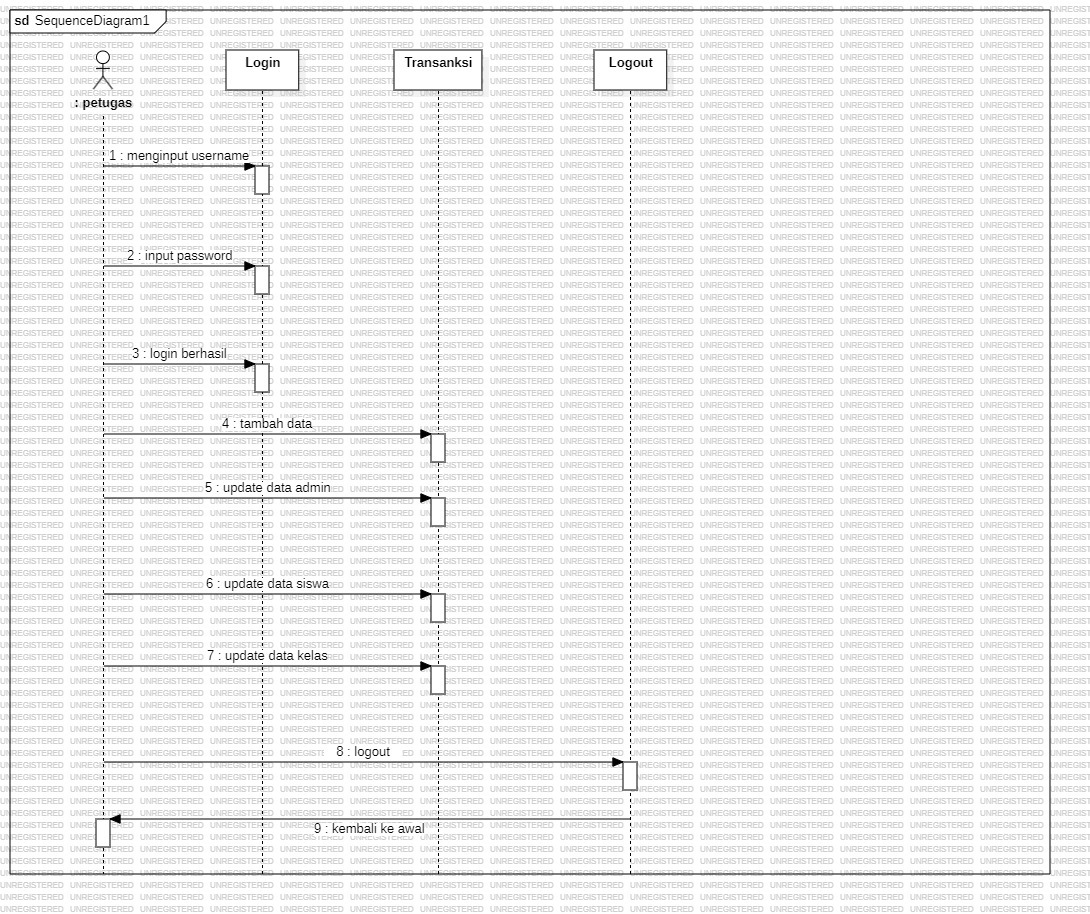 sd SequenceDiagram1
Login
Transanksi
Logout
: petugas
1 : menginput username
2 : input password
3 : login berhasil
4 : tambah data
5 : update data admin
6 : update data siswa
7 : update data kelas
8 : logout
9 : kembali ke awal
UNREGISTERED